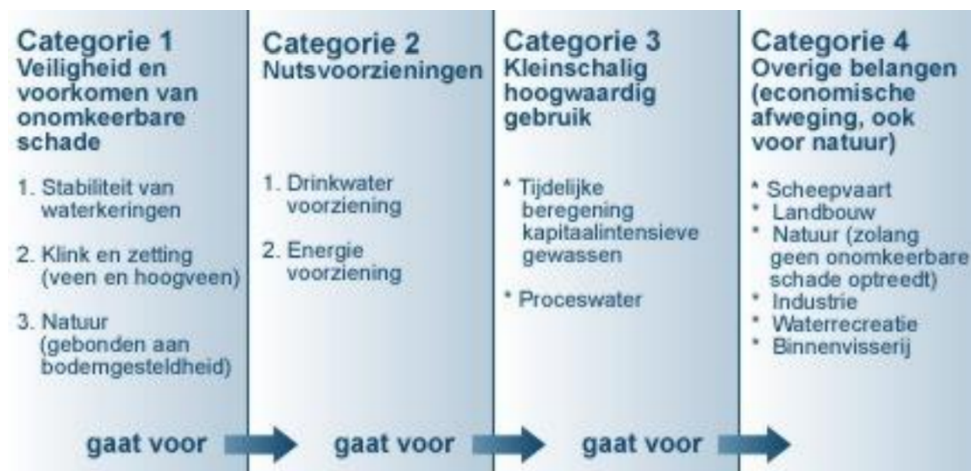 Categorie 1
Veiligheid en
voorkomen van
onomkeerbare
schade
1. Stabiliteit van
waterkeringen
2. Klink en zetting
(veen en hoogveen)
3. Natuur
(gebonden aan
bodemgesteldheid)
gaat voor
Categorie 2
Nutsvoorzieningen
1. Drinkwater
voorziening
2. Energie
voorziening
gaat voor
Categorie 3
Kleinschalig
hoogwaardig
gebruik
* Tijdelijke
beregening
kapitaalintensieve
gewassen
* Proceswater
gaat voor
Categorie 4
Overige belangen
(economische
afweging, ook
voor natuur)
* Scheepvaart
* Landbouw
* Natuur (zolang
geen onomkeerbare
schade optreedt)
* Industrie
* Waterrecreatie
* Binnenvisserij